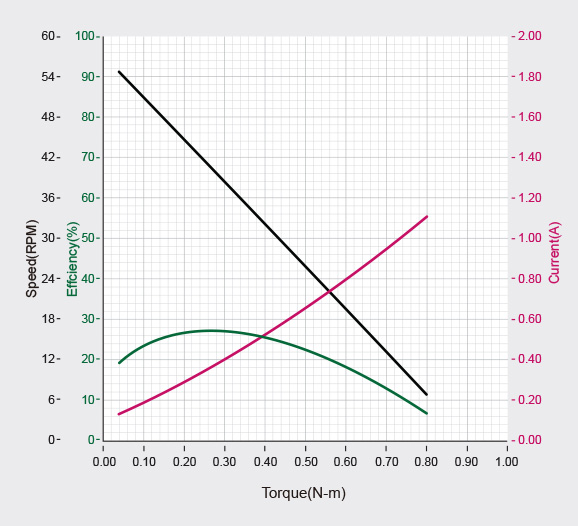 60- 100- - 2.00
54- 90- - 1.80
48- 80- - 1.60
42- 70- - 1.40
36- 60- - 1.20
30- 50- - 1.00
24- 40- - 0.80
18- 30- - 0.60
12- 20- - 0.40
6- 10- - 0.20
0- 0- - 0.00
Speed(RPM)
Effciency(%)
Current(A)
0.00 0.10 0.20 0.30 0.40 0.50 0.60 0.70 0.80 0.90 1.00
Torque(N-m)